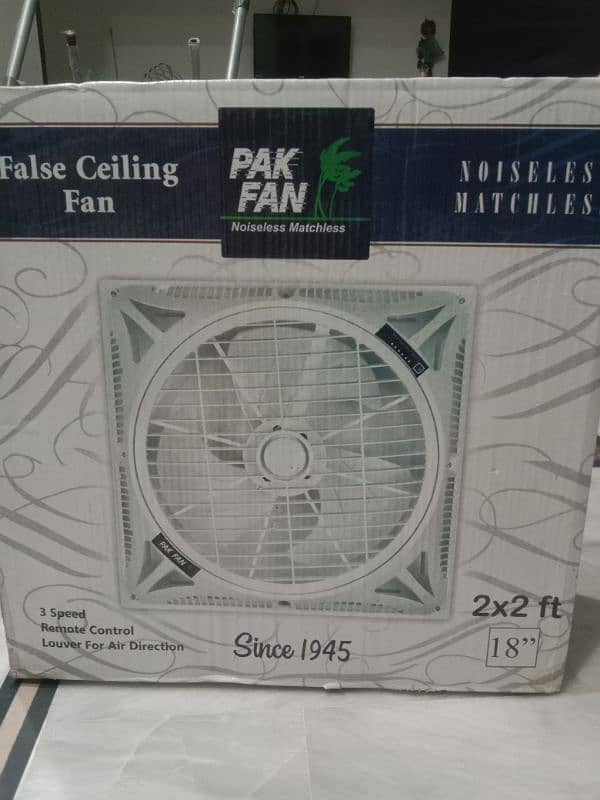 False Ceiling
Fan
PAK
FAN
Noiseless Matchless
NOISELES
MATCHLES
PAK FAN
3 Speed
Remote Control
Louver For Air Direction
Since 1945
2x2 ft
18”